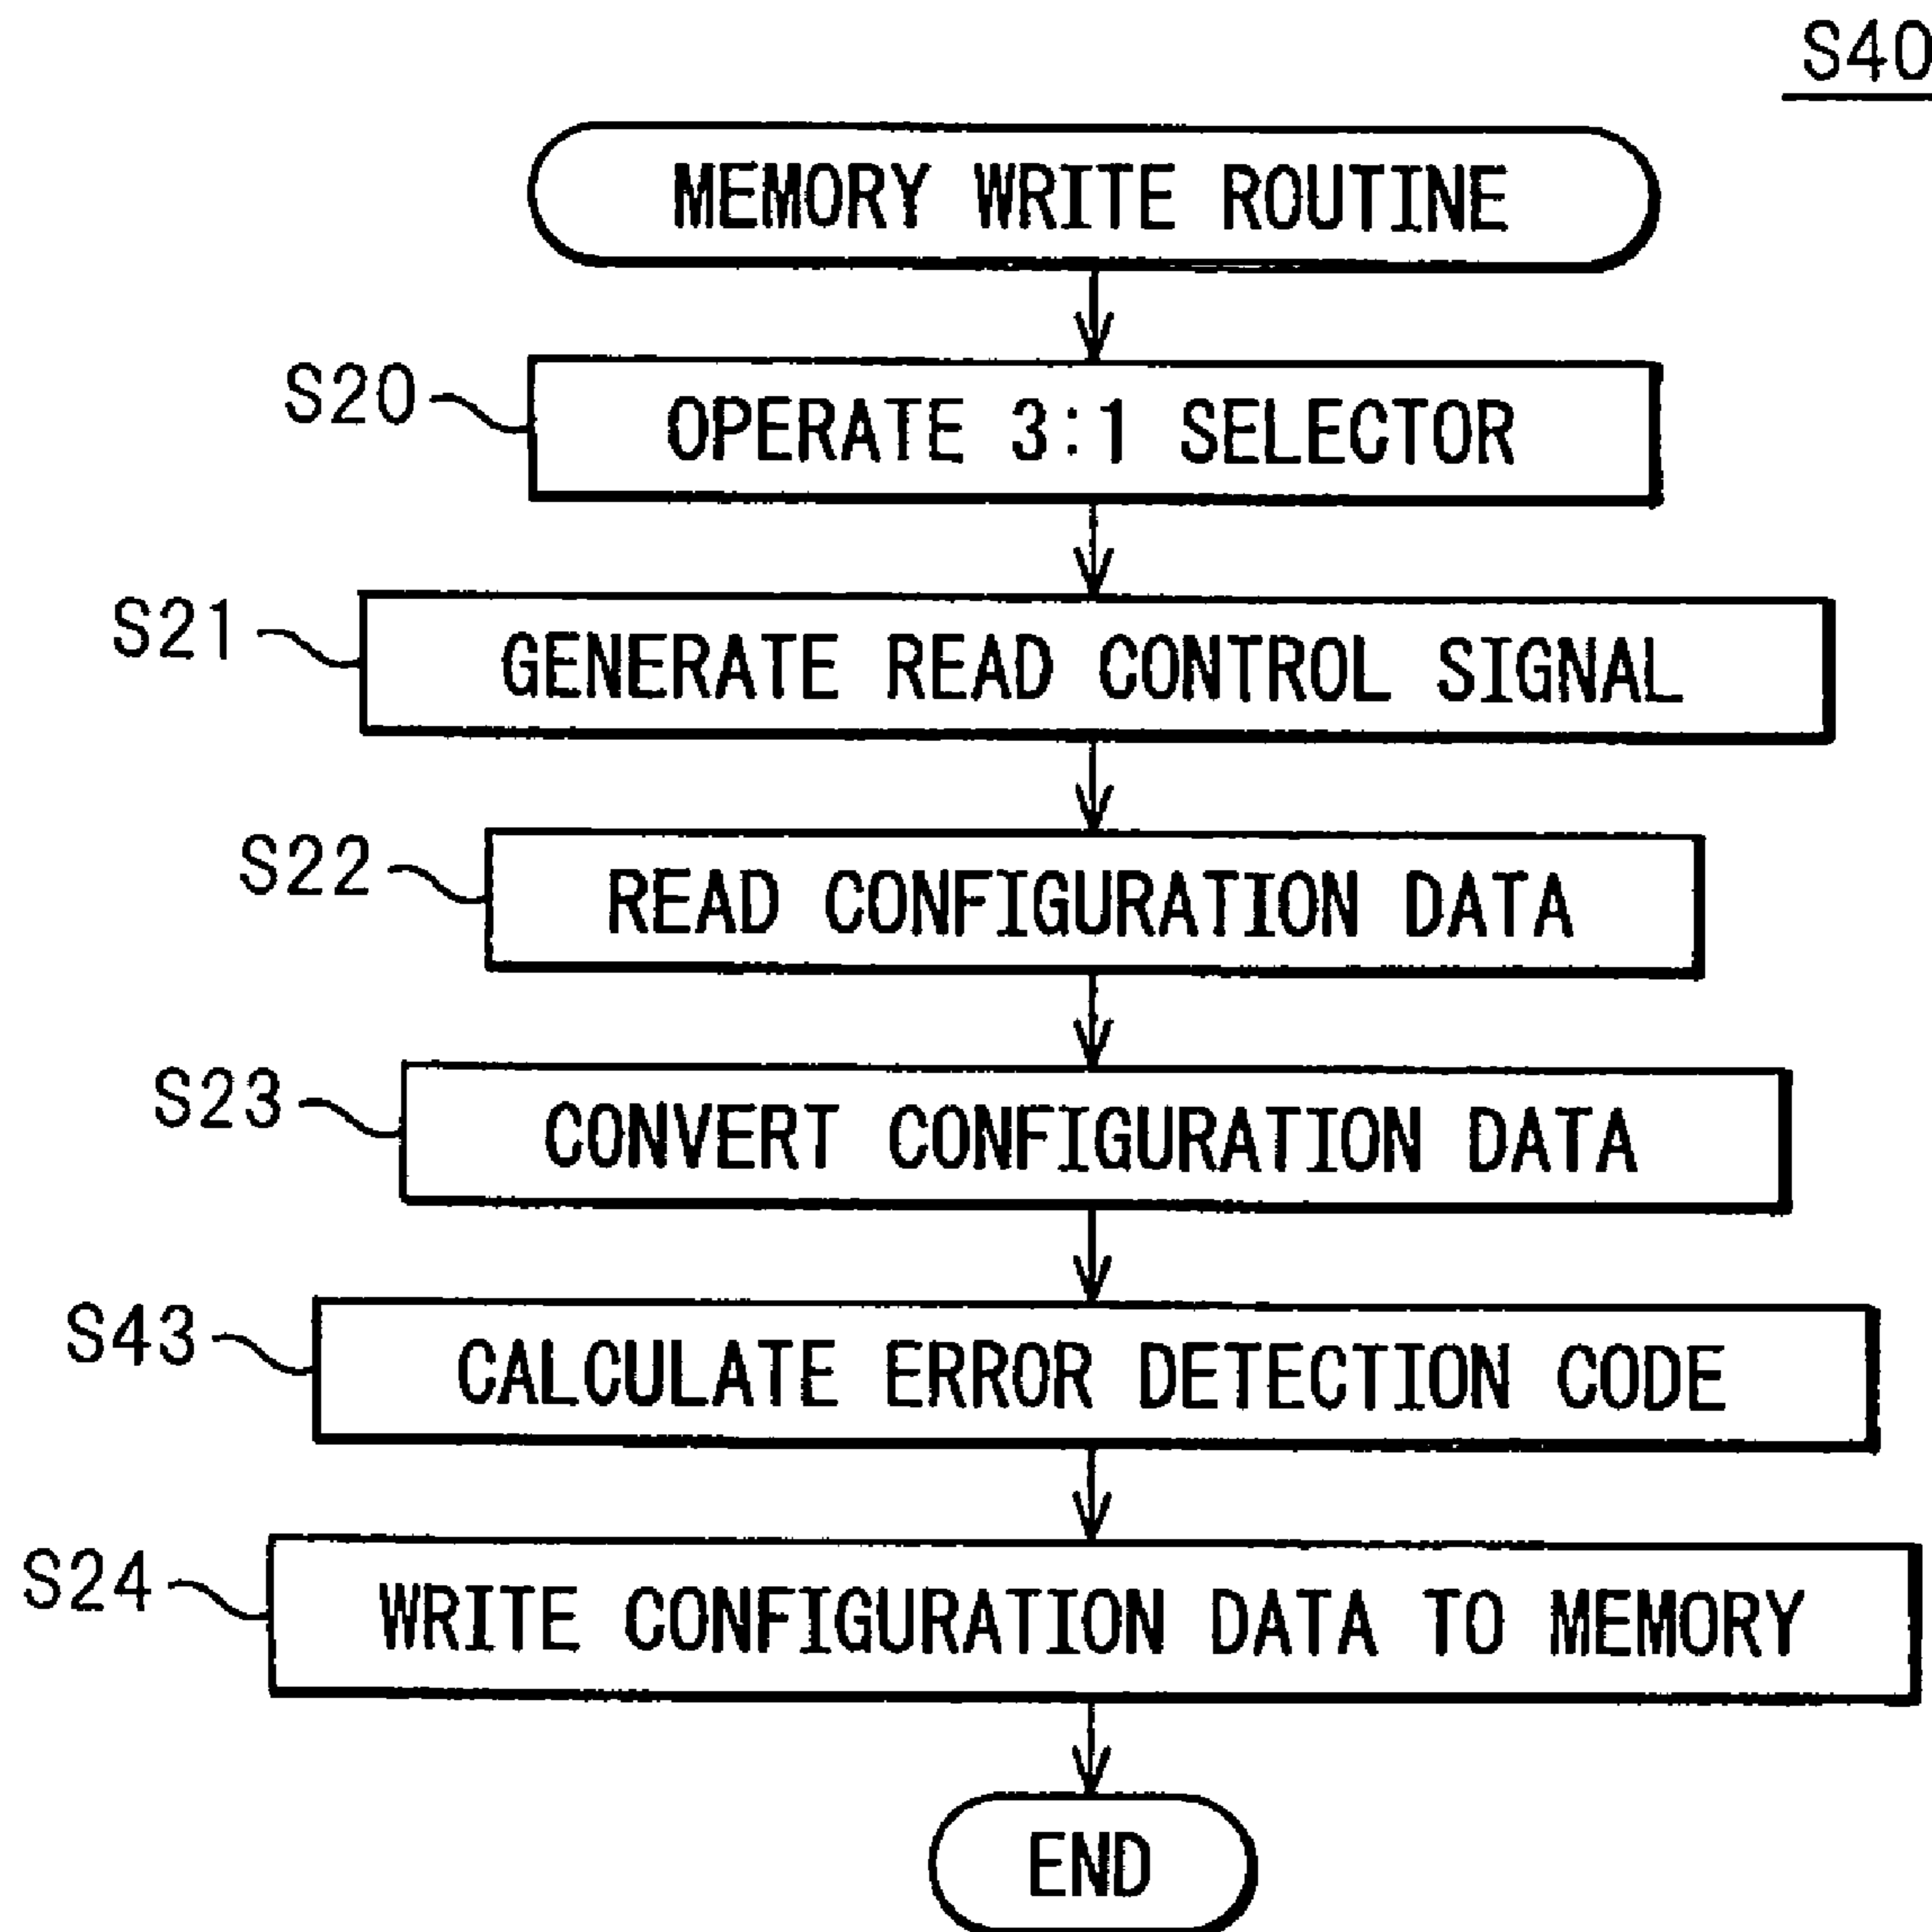 S40
MEMORY WRITE ROUTINE
S20
OPERATE 3:1 SELECTOR
S21
GENERATE READ CONTROL SIGNAL
S22
READ CONFIGURATION DATA
S23
CONVERT CONFIGURATION DATA
S43
CALCULATE ERROR DETECTION CODE
S24
WRITE CONFIGURATION DATA TO MEMORY
END